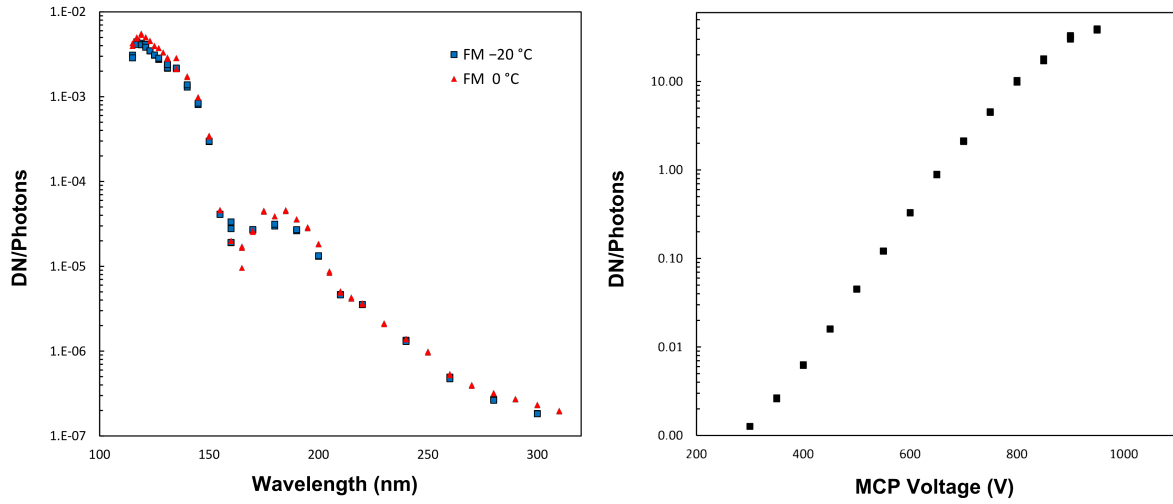 1.E-02
1.E-03
1.E-04
1.E-05
1.E-06
1.E-07
DN/Photons
FM −20 °C
FM 0 °C
100
150
200
250
300
Wavelength (nm)
10.00
1.00
0.10
0.01
0.00
DN/Photons
200
400
600
800
1000
MCP Voltage (V)